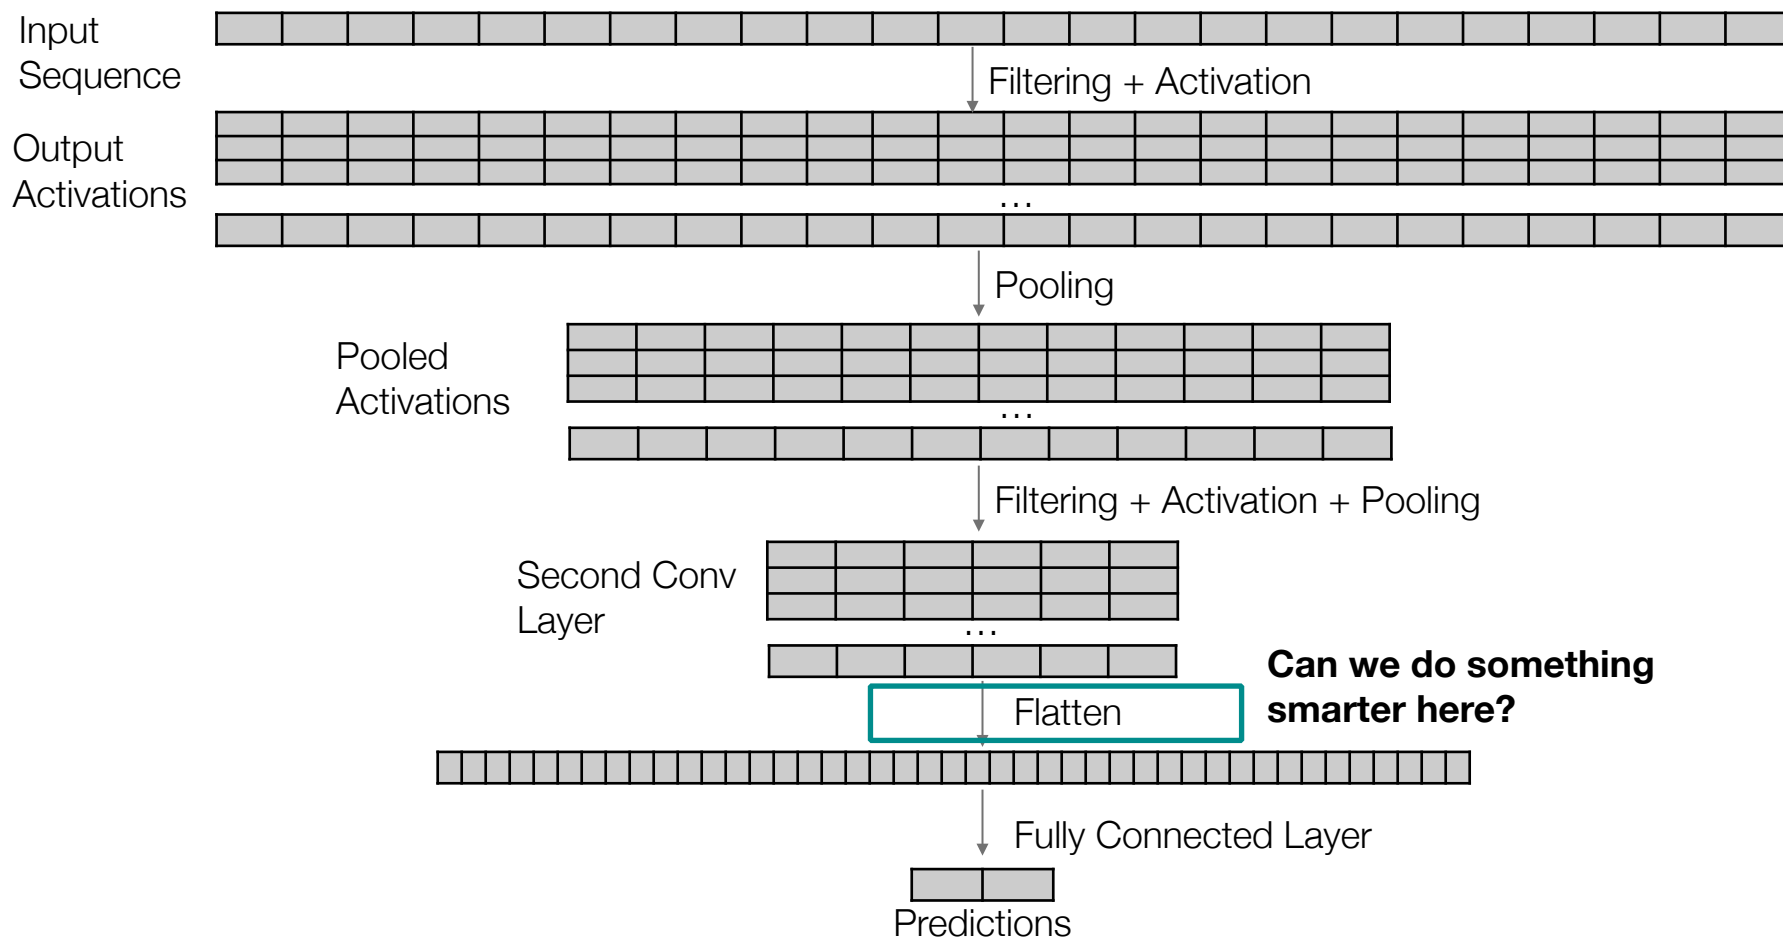 Input
Sequence
Filtering + Activation
Output
Activations
...
Pooling
Pooled
Activations
...
Filtering + Activation + Pooling
Second Conv
Layer
...
Can we do something
smarter here?
Flatten
Fully Connected Layer
Predictions